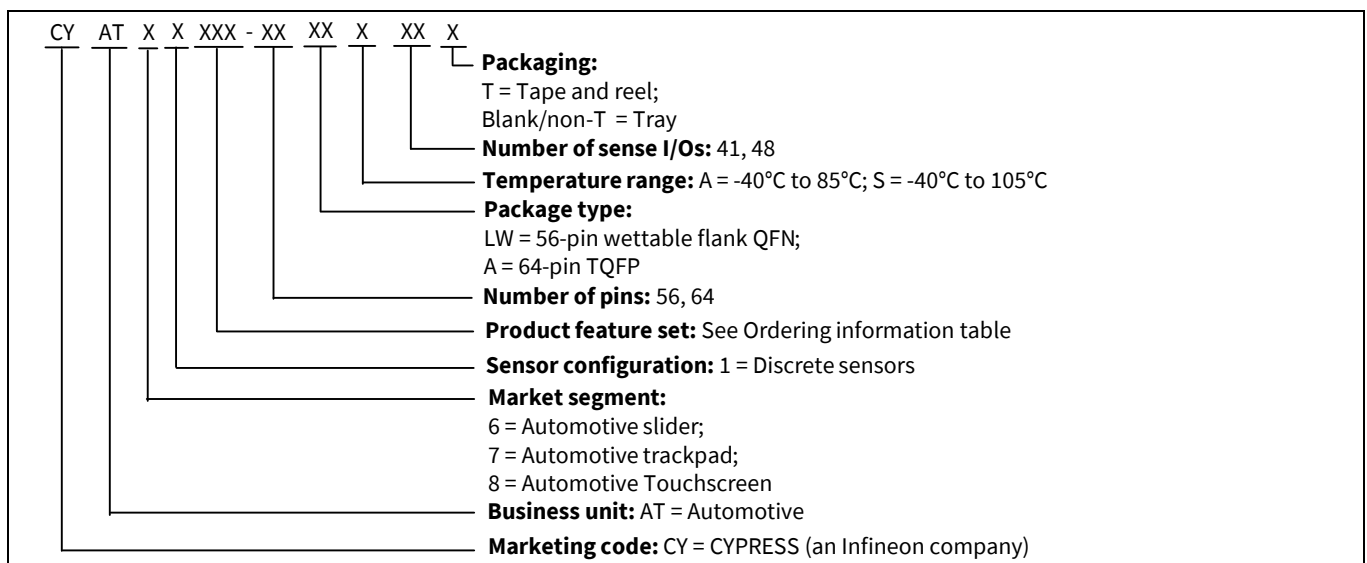 CY AT X X XXX - XX XX X XX X
Packaging:
T = Tape and reel;
Blank/non-T = Tray
Number of sense I/Os: 41, 48
Temperature range: A = -40°C to 85°C; S = -40°C to 105°C
Package type:
LW = 56-pin wettable flank QFN;
A = 64-pin TQFP
Number of pins: 56, 64
Product feature set: See Ordering information table
Sensor configuration: 1 = Discrete sensors
Market segment:
6 = Automotive slider;
7 = Automotive trackpad;
8 = Automotive Touchscreen
Business unit: AT = Automotive
Marketing code: CY = CYPRESS (an Infineon company)